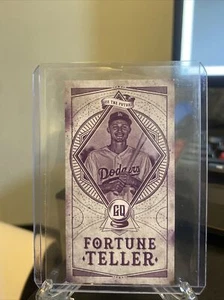 SEE THE FUTURE
Dodgers
GQ
FORTUNE
TELLER